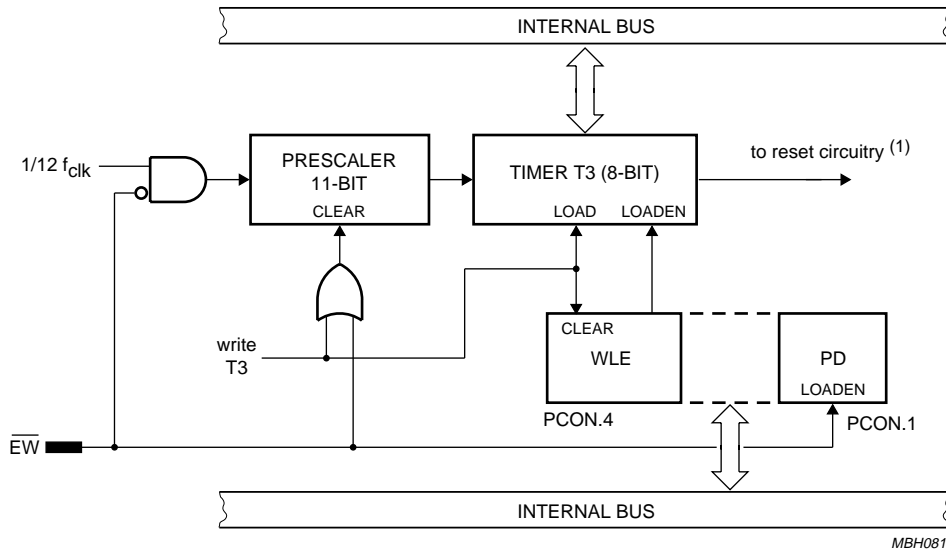 INTERNAL BUS
1/12 fclk
PRESCALER
11-BIT
CLEAR
TIMER T3 (8-BIT)
LOAD LOADEN
to reset circuitry (1)
write
T3
CLEAR
WLE
PD
LOADEN
PCON.4
PCON.1
EW
INTERNAL BUS
MBH081